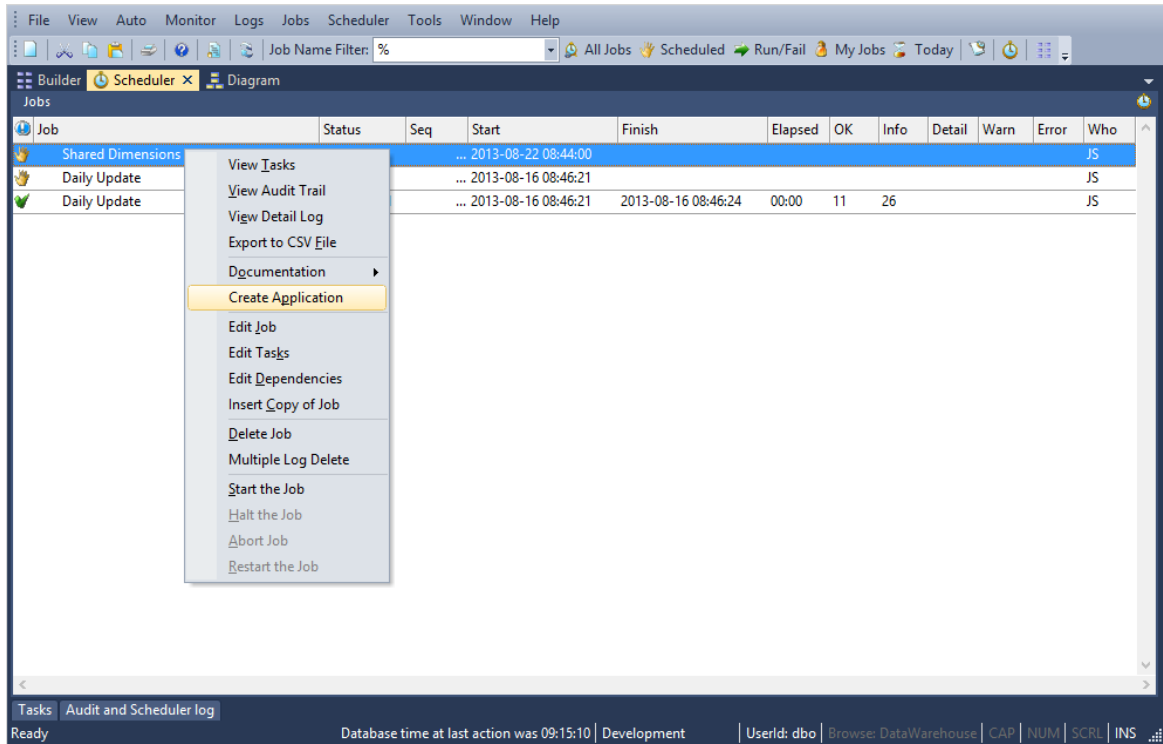 File View Auto Monitor Logs Jobs Scheduler Tools Window Help
Job Name Filter: % All Jobs Scheduled Run/Fail My Jobs Today
Builder Scheduler X Diagram
Jobs
Job Status Seq Start Finish Elapsed OK Info Detail Warn Error Who
Shared Dimensions ... 2013-08-22 08:44:00 JS
Daily Update ... 2013-08-16 08:46:21 JS
Daily Update ... 2013-08-16 08:46:21 2013-08-16 08:46:24 00:00 11 26 JS
View Tasks
View Audit Trail
View Detail Log
Export to CSV File
Documentation
Create Application
Edit Job
Edit Tasks
Edit Dependencies
Insert Copy of Job
Delete Job
Multiple Log Delete
Start the Job
Halt the Job
Abort Job
Restart the Job
Tasks Audit and Scheduler log
Ready Database time at last action was 09:15:10 Development UserId: dbo Browse: DataWarehouse CAP NUM SCRL INS